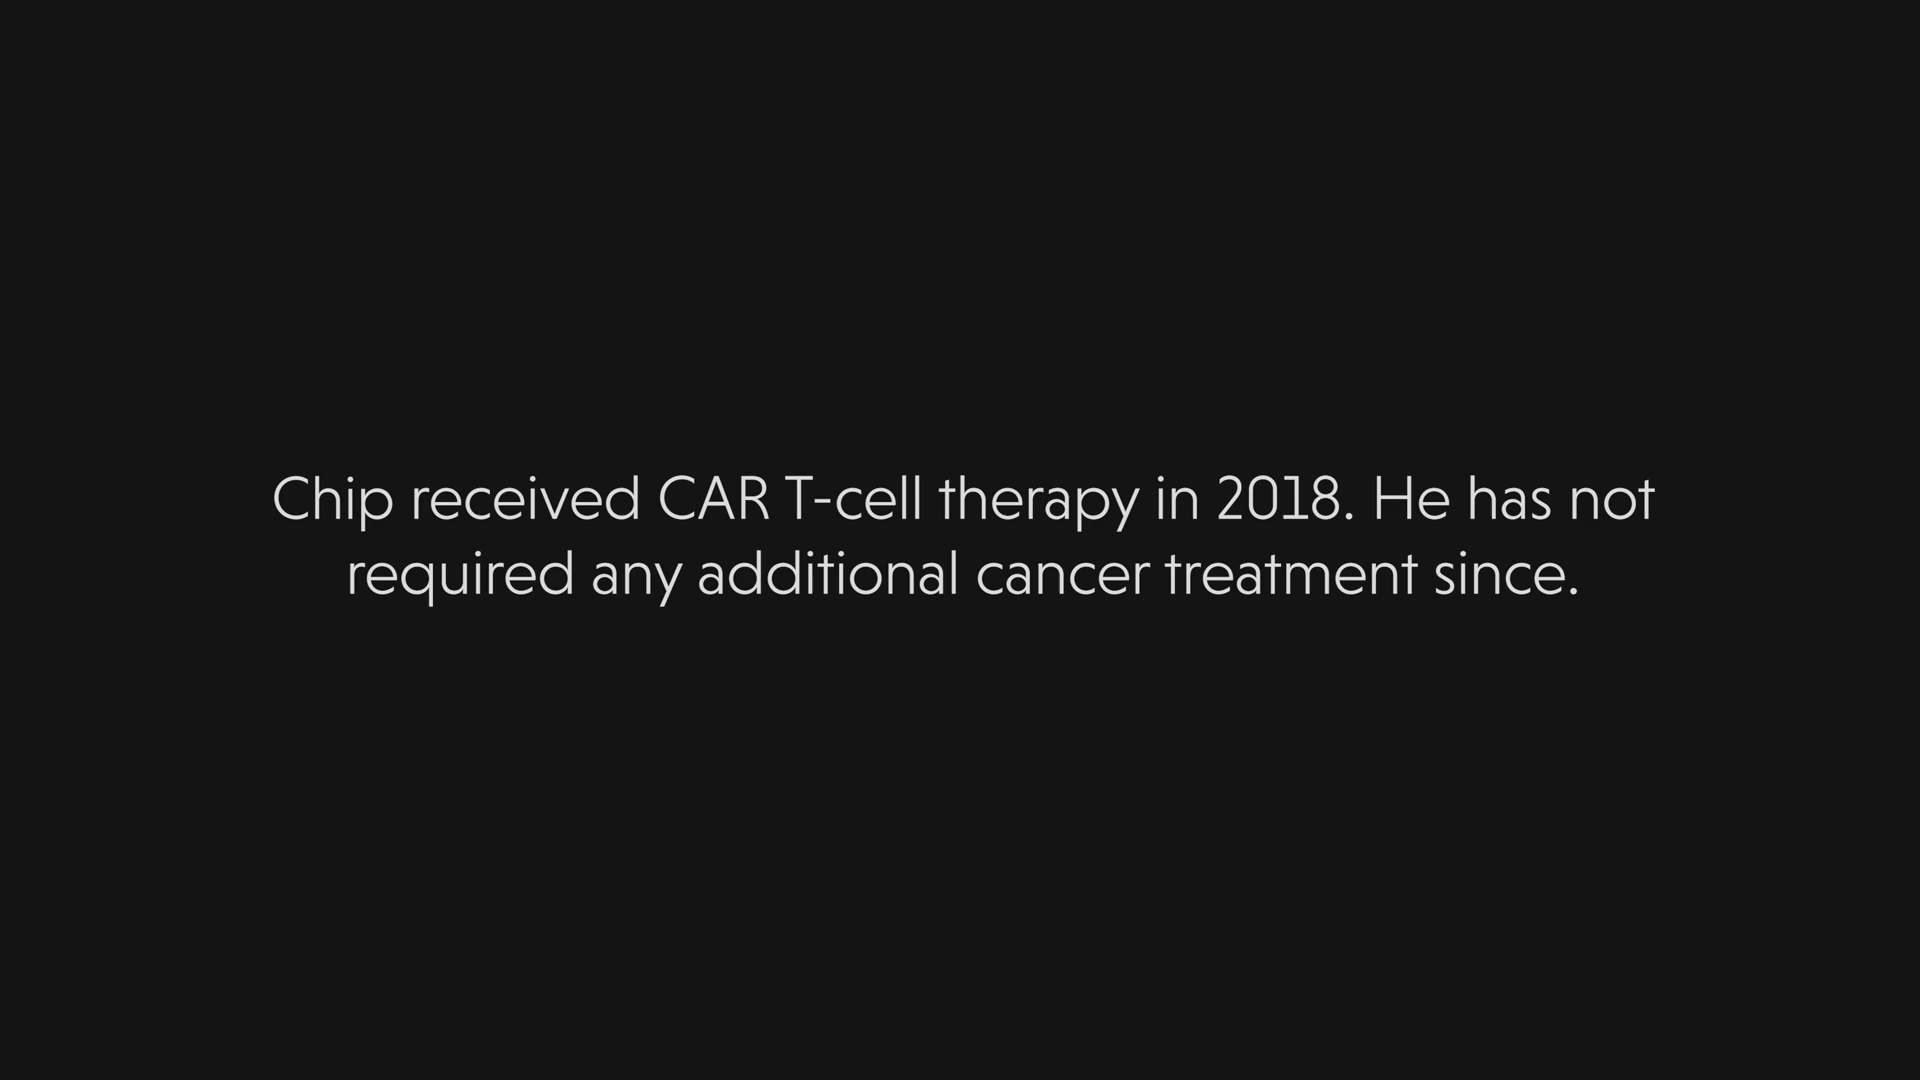 Chip received CAR T-cell therapy in 2018. He has not
required any additional cancer treatment since.